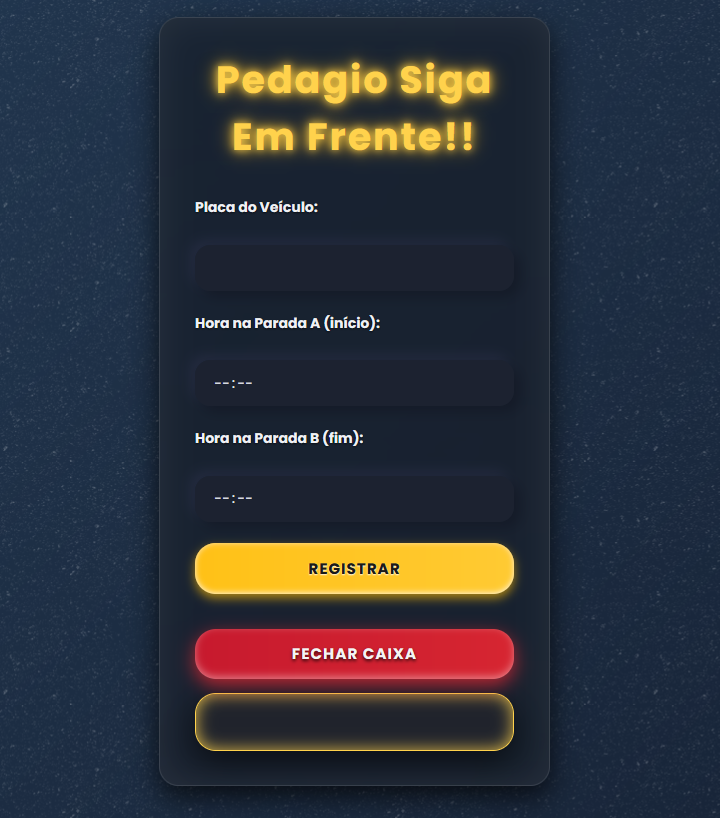 Pedagio Siga
Em Frente!!
Placa do Veículo:
Hora na Parada A (início):
--:--
Hora na Parada B (fim):
--:--
REGISTRAR
FECHAR CAIXA